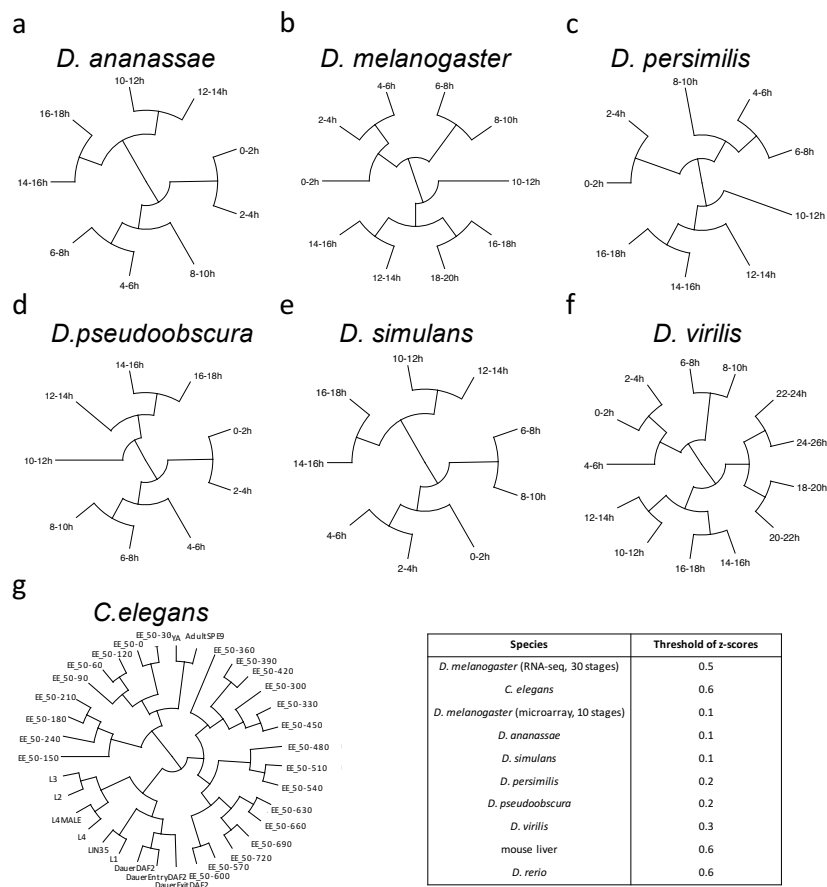 a
D. ananassae
10-12h
12-14h
16-18h
0-2h
14-16h
2-4h
6-8h
8-10h
4-6h
b
D. melanogaster
4-6h
6-8h
2-4h
8-10h
0-2h
10-12h
14-16h
16-18h
12-14h
18-20h
c
D. persimilis
8-10h
4-6h
2-4h
6-8h
0-2h
10-12h
16-18h
12-14h
14-16h
d
D.pseudoobscura
14-16h
16-18h
12-14h
0-2h
10-12h
2-4h
8-10h
4-6h
6-8h
e
D. simulans
10-12h
12-14h
16-18h
6-8h
14-16h
8-10h
4-6h
0-2h
2-4h
f
D. virilis
6-8h
8-10h
2-4h
22-24h
0-2h
24-26h
4-6h
18-20h
12-14h
20-22h
10-12h
14-16h
16-18h
g
C.elegans
EE_50-30
YA
AdultSPE9
EE_50-0
EE_50-360
EE_50-120
EE_50-390
EE_50-60
EE_50-420
EE_50-90
EE_50-300
EE_50-210
EE_50-330
EE_50-180
EE_50-450
EE_50-240
EE_50-480
EE_50-150
EE_50-510
L3
EE_50-540
L2
EE_50-630
L4MALE
EE_50-660
L4
EE_50-690
LIN35
EE_50-720
L1
EE_50-570
DauerDAF2
EE_50-600
DauerEntryDAF2
DauerExitDAF2
Species Threshold of z-scores
D. melanogaster (RNA-seq, 30 stages) 0.5
C. elegans 0.6
D. melanogaster (microarray, 10 stages) 0.1
D. ananassae 0.1
D. simulans 0.1
D. persimilis 0.2
D. pseudoobscura 0.2
D. virilis 0.3
mouse liver 0.6
D. rerio 0.6